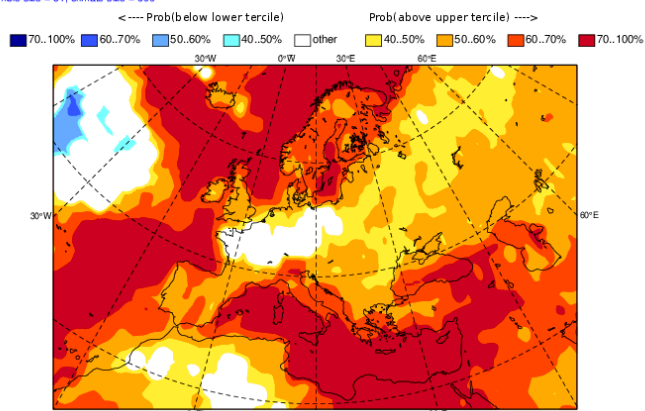 <---- Prob(below lower tercile) Prob(above upper tercile) ---->
70..100% 60..70% 50..60% 40..50% other 40..50% 50..60% 60..70% 70..100%
30°W 0°W 30°E 60°E
30°W 60°E